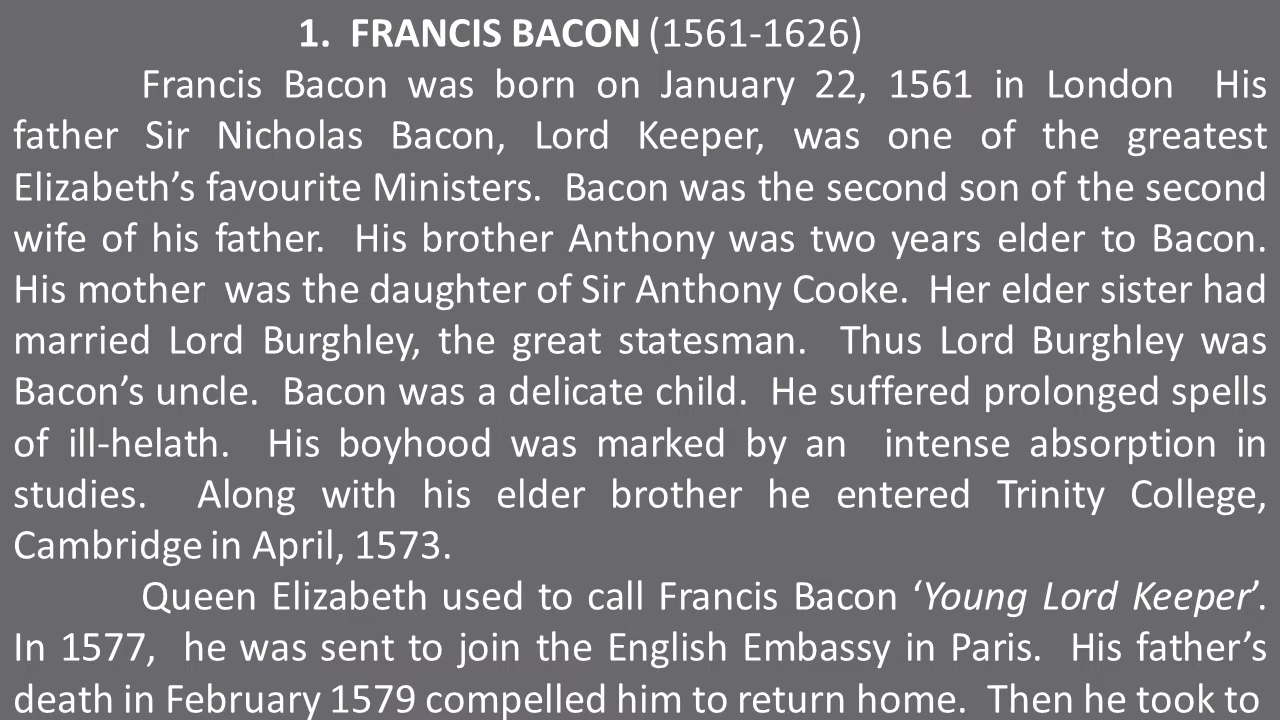 1. FRANCIS BACON (1561-1626)
Francis Bacon was born on January 22, 1561 in London His
father Sir Nicholas Bacon, Lord Keeper, was one of the greatest
Elizabeth’s favourite Ministers. Bacon was the second son of the second
wife of his father. His brother Anthony was two years elder to Bacon.
His mother was the daughter of Sir Anthony Cooke. Her elder sister had
married Lord Burghley, the great statesman. Thus Lord Burghley was
Bacon’s uncle. Bacon was a delicate child. He suffered prolonged spells
of ill-helath. His boyhood was marked by an intense absorption in
studies. Along with his elder brother he entered Trinity College,
Cambridge in April, 1573.
Queen Elizabeth used to call Francis Bacon ‘Young Lord Keeper’.
In 1577, he was sent to join the English Embassy in Paris. His father’s
death in February 1579 compelled him to return home. Then he took to